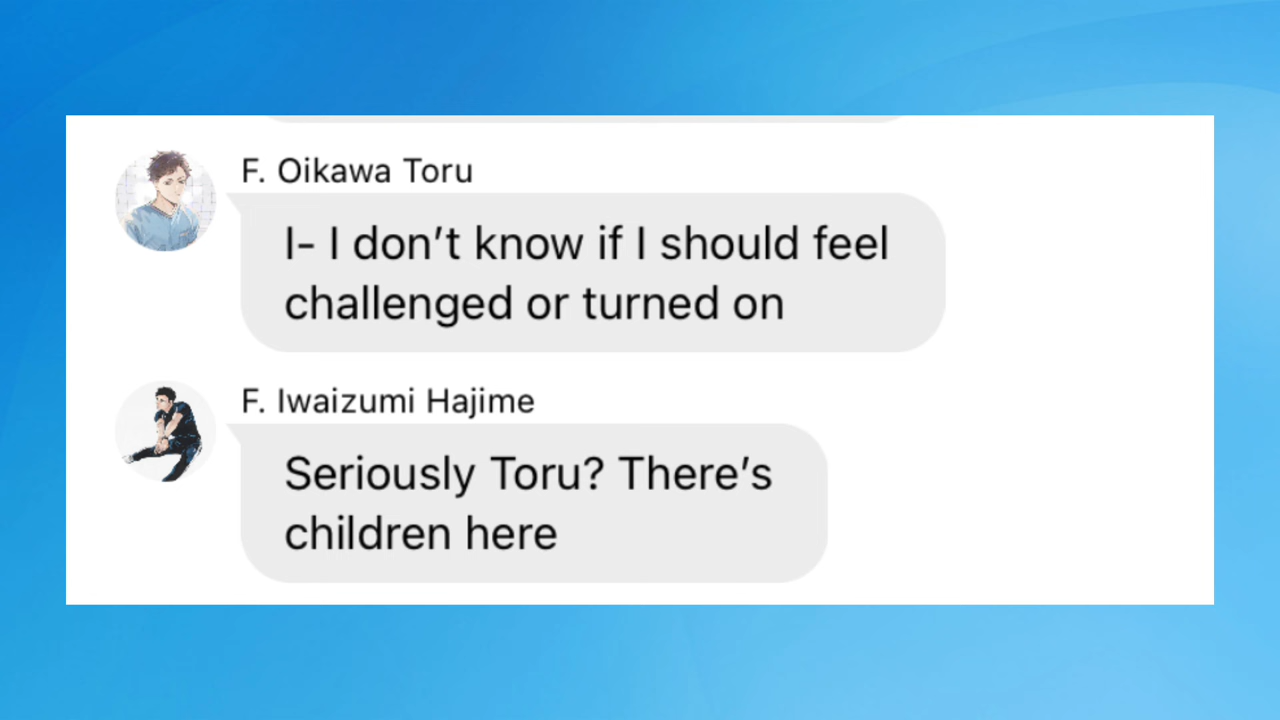 F. Oikawa Toru
I- I don’t know if I should feel
challenged or turned on
F. Iwaizumi Hajime
Seriously Toru? There’s
children here